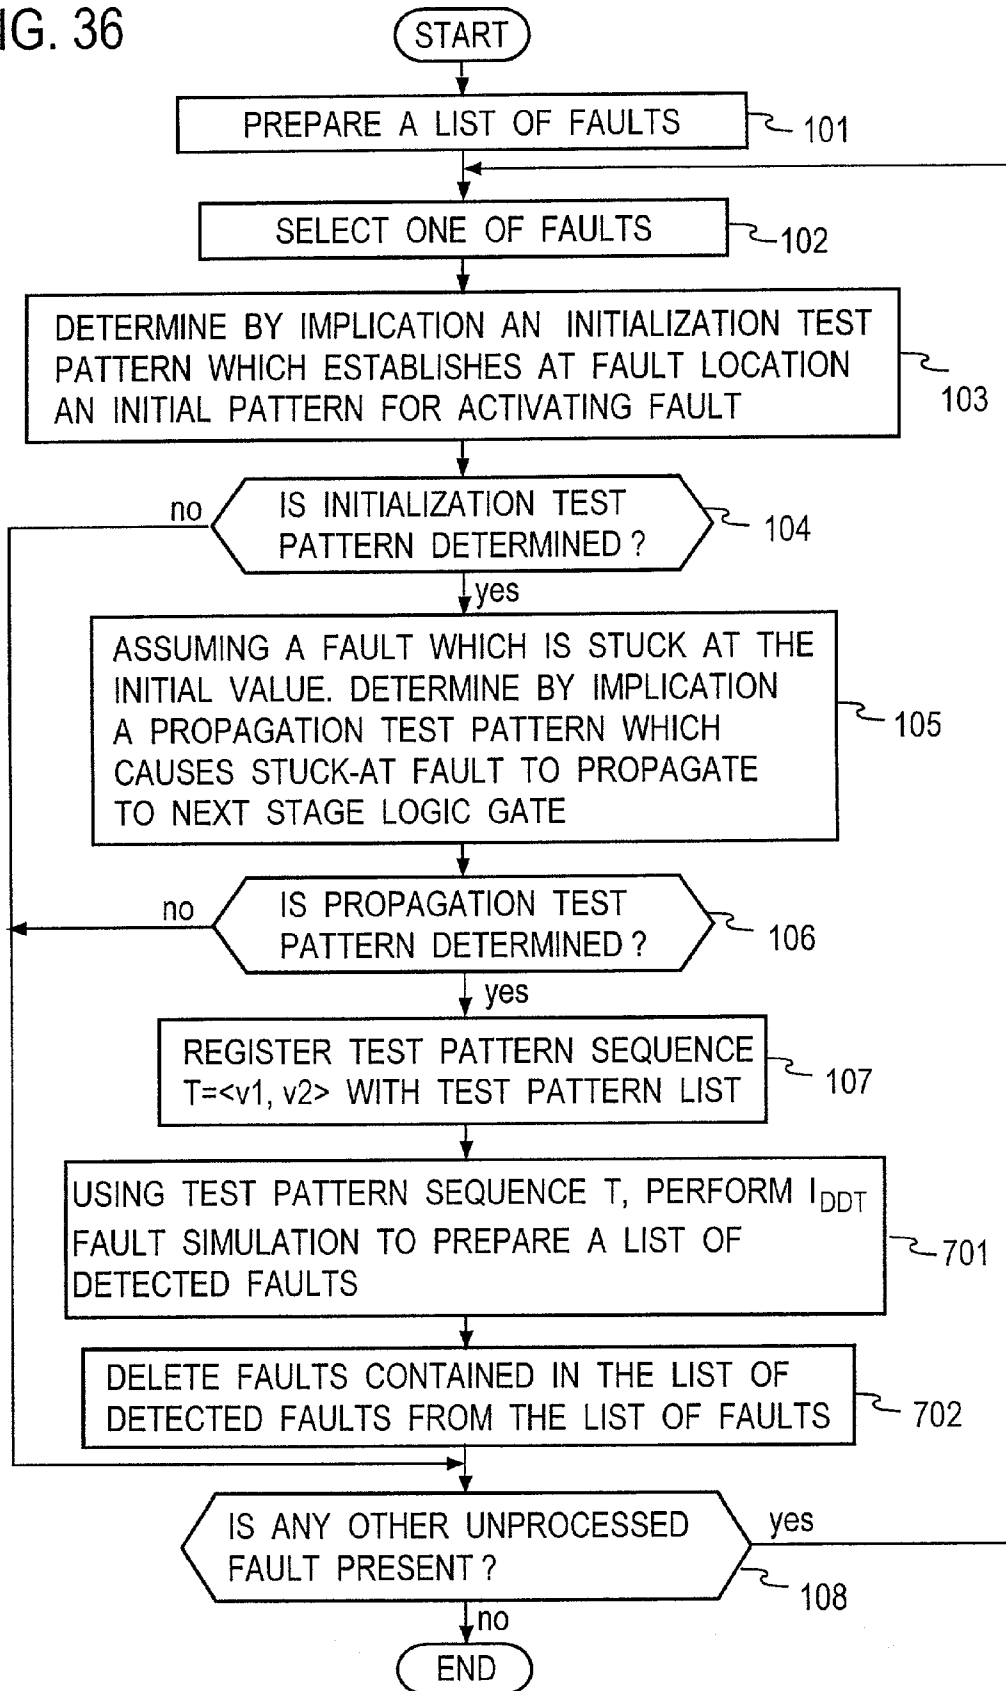 IG. 36
START
PREPARE A LIST OF FAULTS
101
SELECT ONE OF FAULTS
102
DETERMINE BY IMPLICATION AN INITIALIZATION TEST
PATTERN WHICH ESTABLISHES AT FAULT LOCATION
AN INITIAL PATTERN FOR ACTIVATING FAULT
103
no
IS INITIALIZATION TEST
PATTERN DETERMINED?
104
yes
ASSUMING A FAULT WHICH IS STUCK AT THE
INITIAL VALUE. DETERMINE BY IMPLICATION
A PROPAGATION TEST PATTERN WHICH
CAUSES STUCK-AT FAULT TO PROPAGATE
TO NEXT STAGE LOGIC GATE
105
no
IS PROPAGATION TEST
PATTERN DETERMINED?
106
yes
REGISTER TEST PATTERN SEQUENCE
T=<v1, v2> WITH TEST PATTERN LIST
107
USING TEST PATTERN SEQUENCE T, PERFORM IDDT
FAULT SIMULATION TO PREPARE A LIST OF
DETECTED FAULTS
701
DELETE FAULTS CONTAINED IN THE LIST OF
DETECTED FAULTS FROM THE LIST OF FAULTS
702
IS ANY OTHER UNPROCESSED
FAULT PRESENT?
yes
108
no
END